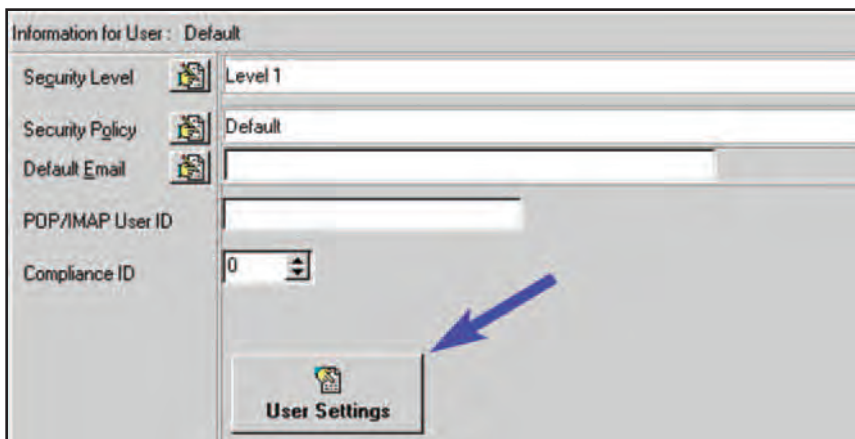 Information for User : Default
Security Level Level 1
Security Policy Default
Default Email
POP/IMAP User ID
Compliance ID 0
User Settings